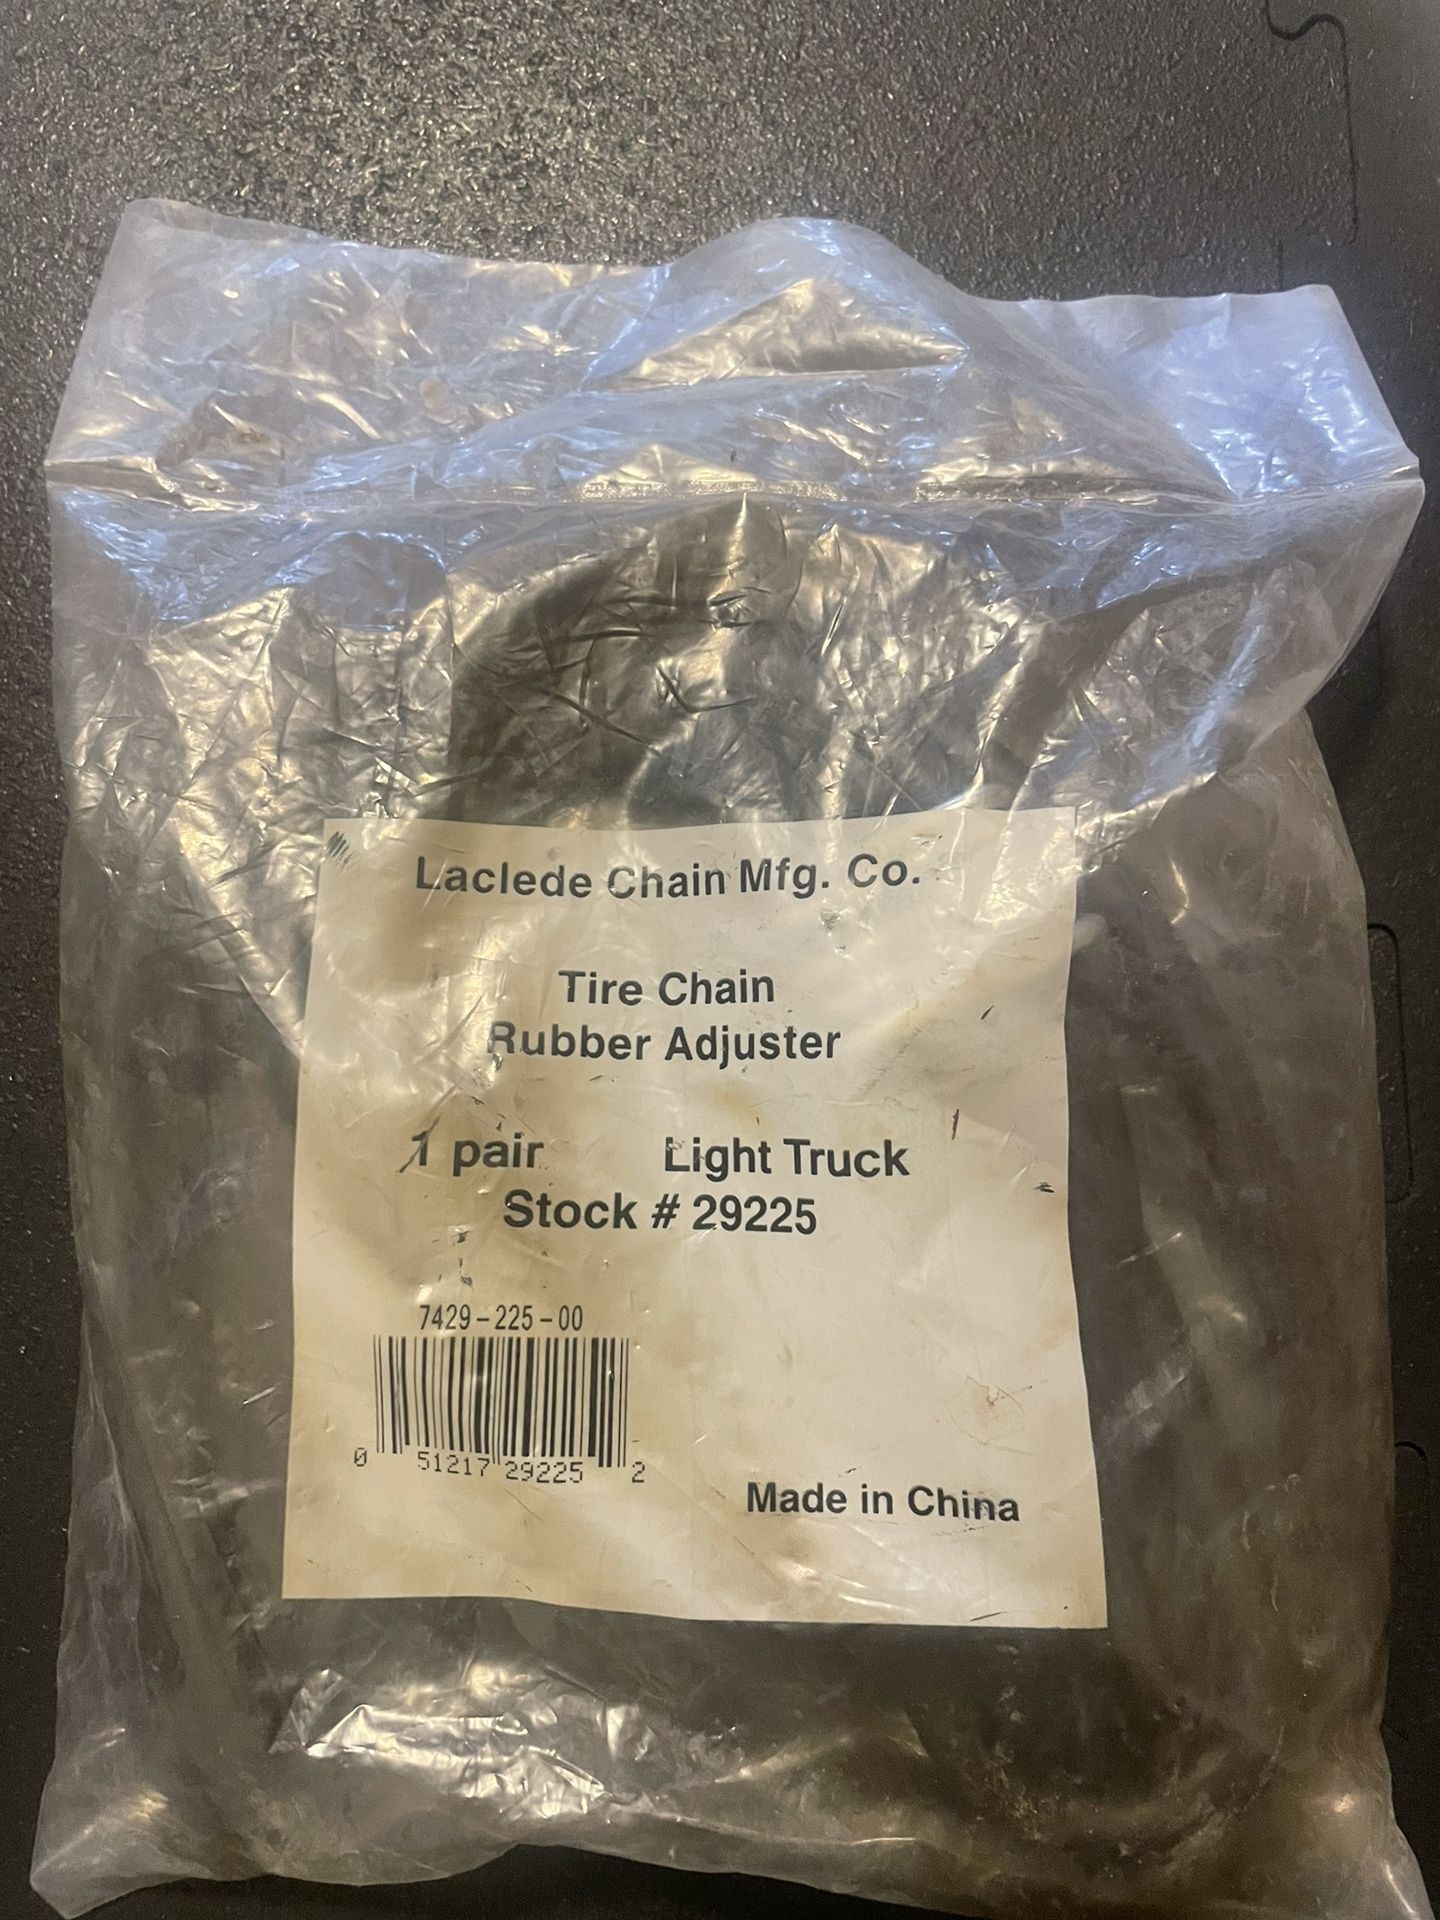 Laclede Chain Mfg. Co.
Tire Chain
Rubber Adjuster
1 pair Light Truck
Stock # 29225
7429-225-00
0 51217 29225 2
Made in China